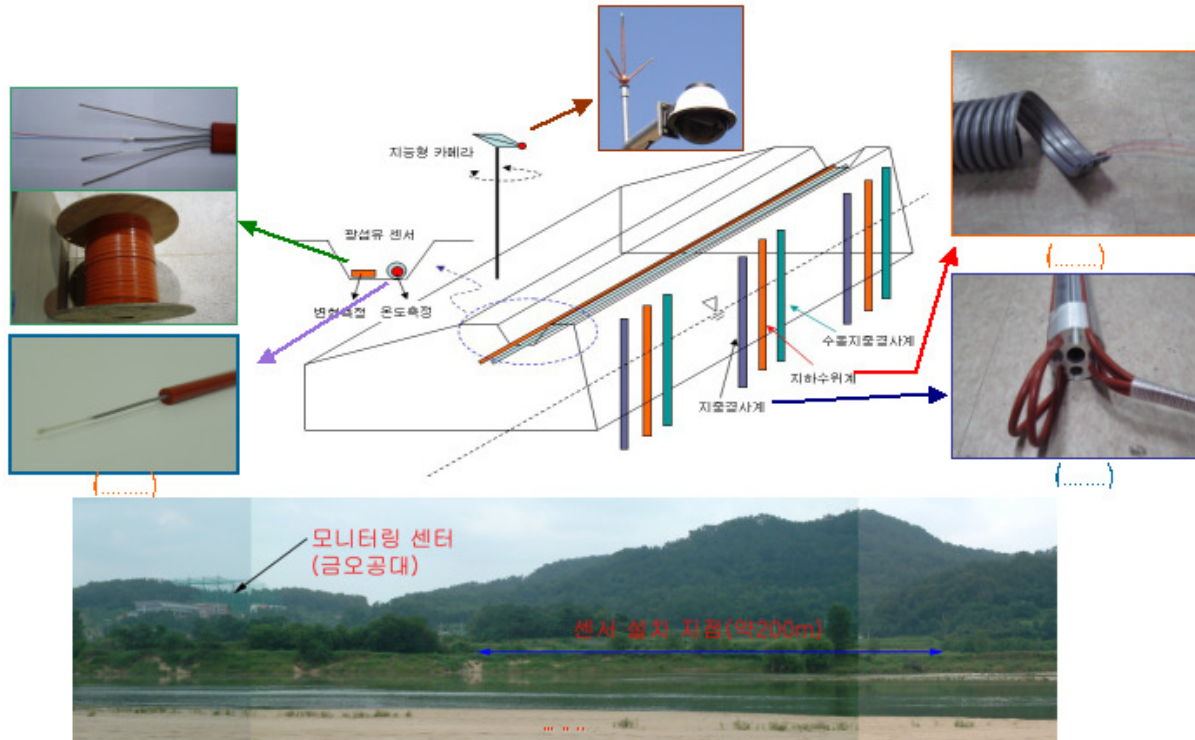 지능형 카메라
광섬유 센서
변형측정
온도측정
수동지중경사계
지하수위계
지중경사계
모니터링 센터
(금오공대)
센서 설치 지점(약200m)